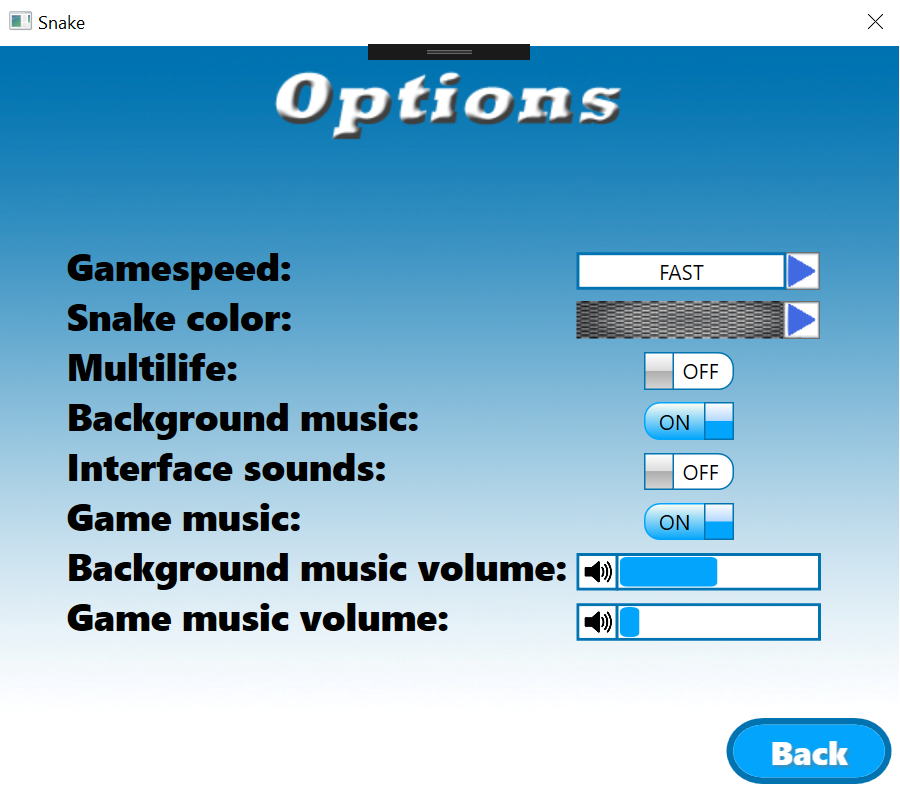 Snake
Options
Gamespeed: FAST
Snake color:
Multilife: OFF
Background music: ON
Interface sounds: OFF
Game music: ON
Background music volume:
Game music volume:
Back